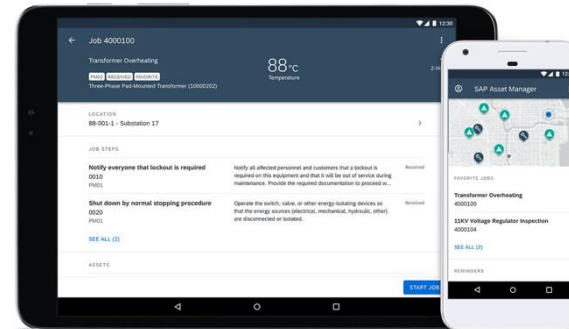 12:30
Job 4000100
Transformer Overheating
PM02 RECEIVED FAVORITE
Three-Phase Pad-Mounted Transformer (10000202)
88°C
Temperature
LOCATION
88-001-1 - Substation 17
JOB STEPS
Notify everyone that lockout is required
0010
PM01
Notify all affected personnel and customers that a lockout is
required on this equipment and that it will be out of service during
maintenance. Provide the required documentation to proceed w...
Received
Shut down by normal stopping procedure
0020
PM01
Operate the switch, valve, or other energy-isolating devices so
that the energy sources (electrical, mechanical, hydraulic, other)
are disconnected or isolated.
Received
SEE ALL (2)
ASSETS
START JOB
SAP Asset Manager
FAVORITE JOBS
Transformer Overheating
4000100
11KV Voltage Regulator Inspection
4000104
SEE ALL (2)
REMINDERS